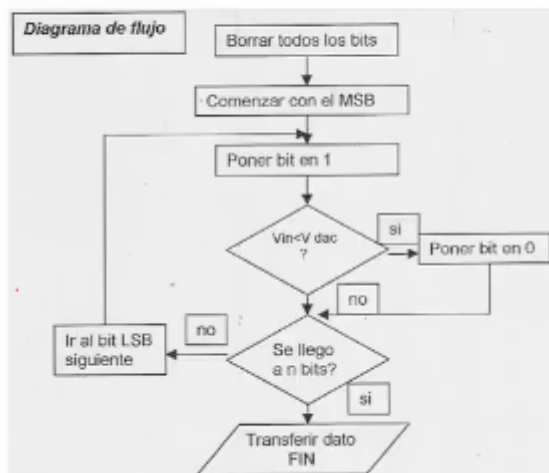 Diagrama de flujo
Borrar todos los bits
Comenzar con el MSB
Poner bit en 1
Vin<V dac
?
si
Poner bit en 0
no
Se llego
a n bits?
no
Ir al bit LSB
siguiente
si
Transferir dato
FIN